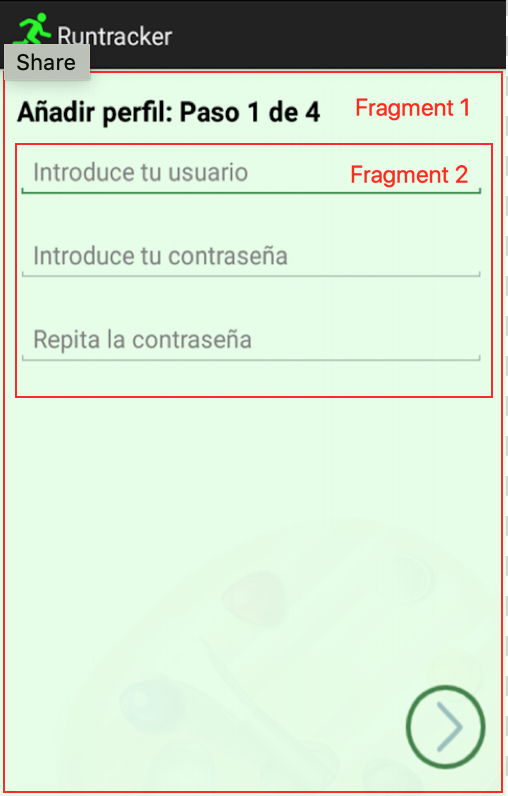 Runtracker
Share
Añadir perfil: Paso 1 de 4
Fragment 1
Introduce tu usuario
Fragment 2
Introduce tu contraseña
Repita la contraseña